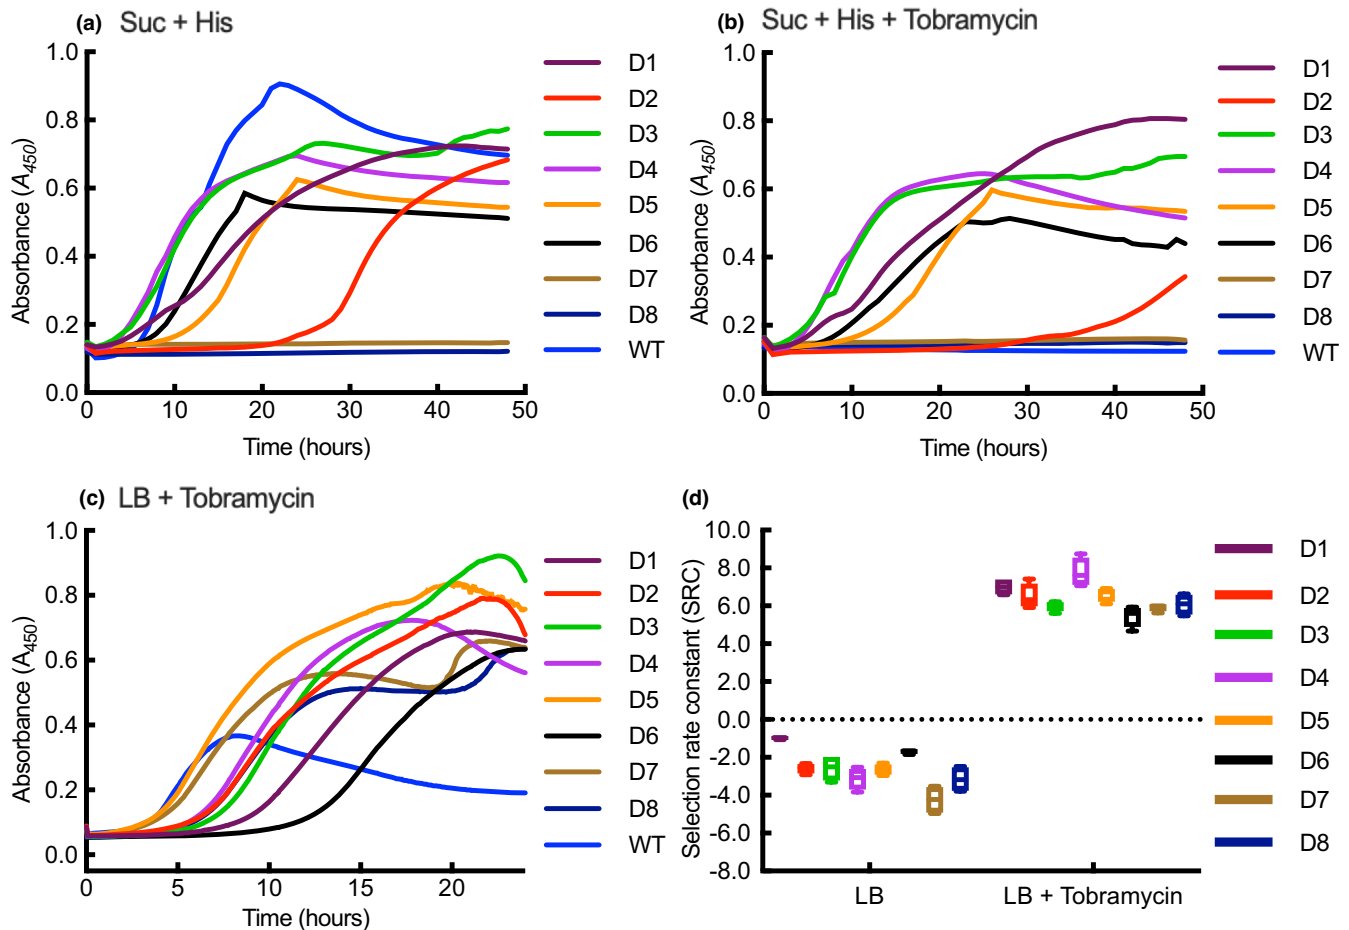 (a) Suc + His
1.0
0.8
0.6
0.4
0.2
0.0
Absorbance (A450)
0 10 20 30 40 50
Time (hours)
D1
D2
D3
D4
D5
D6
D7
D8
WT
(b) Suc + His + Tobramycin
1.0
0.8
0.6
0.4
0.2
0.0
Absorbance (A450)
0 10 20 30 40 50
Time (hours)
D1
D2
D3
D4
D5
D6
D7
D8
WT
(c) LB + Tobramycin
1.0
0.8
0.6
0.4
0.2
0.0
Absorbance (A450)
0 5 10 15 20
Time (hours)
D1
D2
D3
D4
D5
D6
D7
D8
WT
(d)
10.0
8.0
6.0
4.0
2.0
0.0
-2.0
-4.0
-6.0
-8.0
Selection rate constant (SRC)
LB LB + Tobramycin
D1
D2
D3
D4
D5
D6
D7
D8